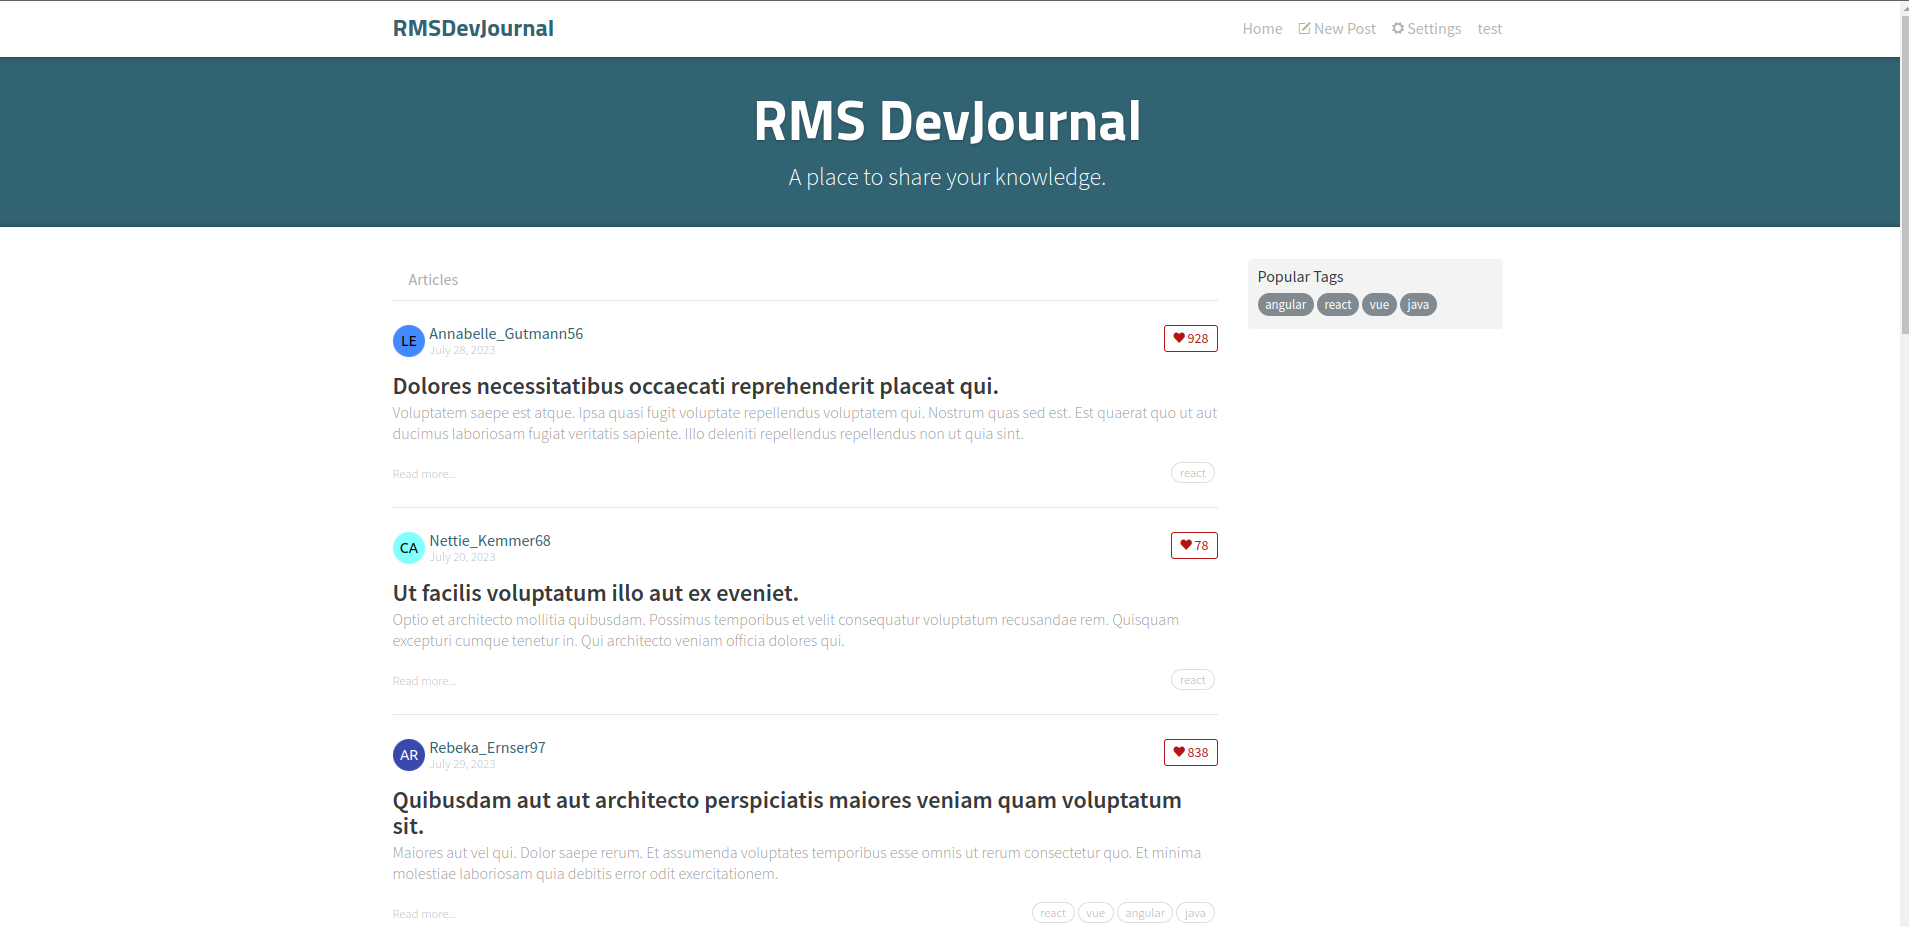 RMSDevJournal
Home New Post Settings test
RMS DevJournal
A place to share your knowledge.
Articles
Popular Tags
angular react vue java
LE Annabelle_Gutmann56
July 28, 2023
928
Dolores necessitatibus occaecati reprehenderit placeat qui.
Voluptatem saepe est atque. Ipsa quasi fugit voluptate repellendus voluptatem qui. Nostrum quas sed est. Est quaerat quo ut aut
ducimus laboriosam fugiat veritatis sapiente. Illo deleniti repellendus repellendus non ut quia sint.
Read more... react
CA Nettie_Kemmer68
July 20, 2023
78
Ut facilis voluptatum illo aut ex eveniet.
Optio et architecto mollitia quibusdam. Possimus temporibus et velit consequatur voluptatum recusandae rem. Quisquam
excepturi cumque tenetur in. Qui architecto veniam officia dolores qui.
Read more... react
AR Rebeka_Ernser97
July 29, 2023
838
Quibusdam aut aut architecto perspiciatis maiores veniam quam voluptatum
sit.
Maiores aut vel qui. Dolor saepe rerum. Et assumenda voluptates temporibus esse omnis ut rerum consectetur quo. Et minima
molestiae laboriosam quia debitis error odit exercitationem.
Read more... react vue angular java